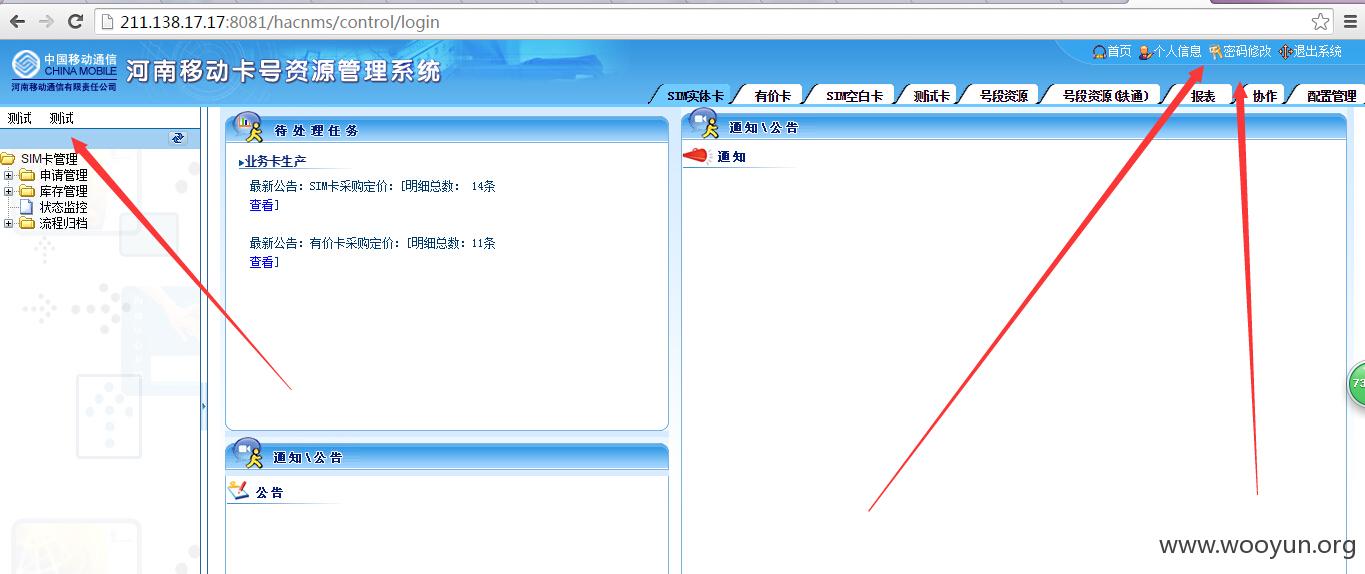 211.138.17.17:8081/hacnms/control/login
中国移动通信
CHINA MOBILE
河南移动通信有限责任公司
河南移动卡号资源管理系统
首页 个人信息 密码修改 退出系统
SIM实体卡 有价卡 SIM空白卡 测试卡 号段资源 号段资源(铁通) 报表 协作 配置管理
测试 测试
SIM卡管理
申请管理
库存管理
状态监控
流程归档
待处理任务
业务卡生产
最新公告：SIM卡采购定价：[明细总数： 14条
查看]
最新公告：有价卡采购定价：[明细总数：11条
查看]
通知\公告
公告
通知\公告
通知
73
www.wooyun.org